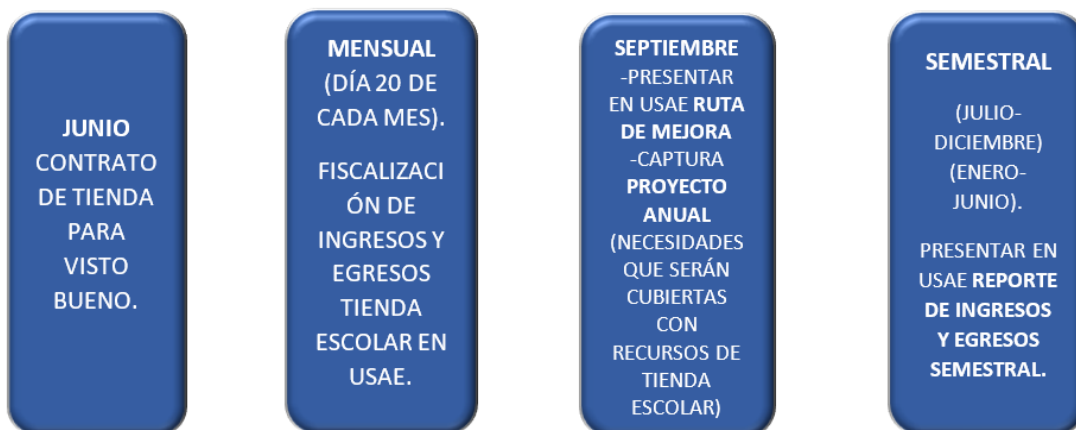 JUNIO
CONTRATO
DE TIENDA
PARA
VISTO
BUENO.
MENSUAL
(DÍA 20 DE
CADA MES).
FISCALIZACI
ÓN DE
INGRESOS Y
EGRESOS
TIENDA
ESCOLAR EN
USAE.
SEPTIEMBRE
-PRESENTAR
EN USAE RUTA
DE MEJORA
-CAPTURA
PROYECTO
ANUAL
(NECESIDADES
QUE SERÁN
CUBIERTAS
CON
RECURSOS DE
TIENDA
ESCOLAR)
SEMESTRAL
(JULIO-
DICIEMBRE)
(ENERO-
JUNIO).
PRESENTAR EN
USAE REPORTE
DE INGRESOS
Y EGRESOS
SEMESTRAL.